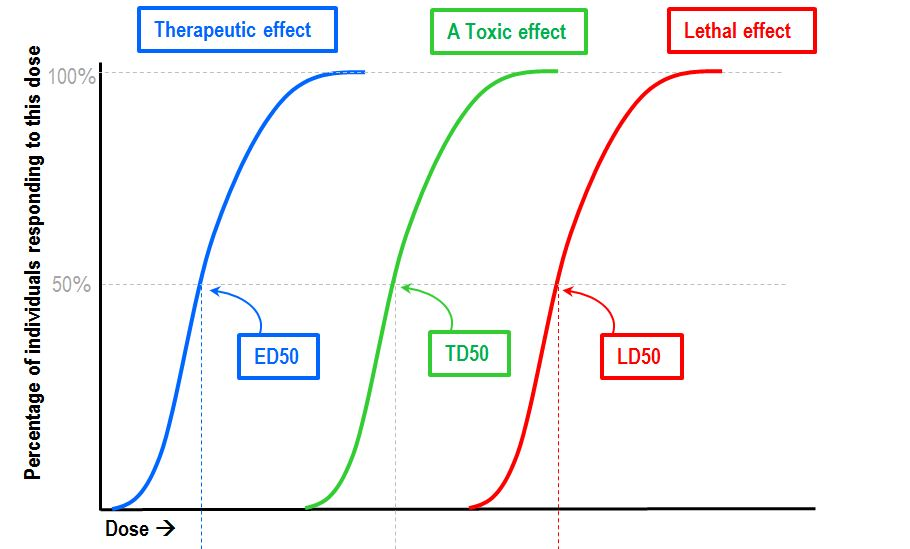 Therapeutic effect
A Toxic effect
Lethal effect
Percentage of individuals responding to this dose
100%
50%
ED50
TD50
LD50
Dose →